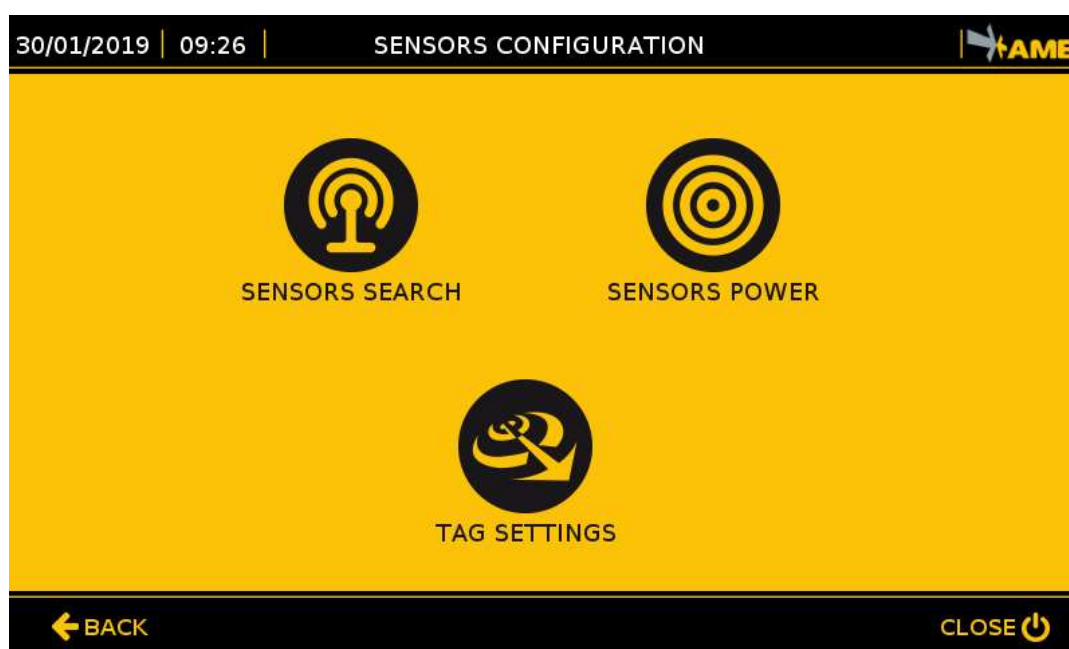 30/01/2019 09:26 SENSORS CONFIGURATION AME
SENSORS SEARCH SENSORS POWER
TAG SETTINGS
BACK CLOSE